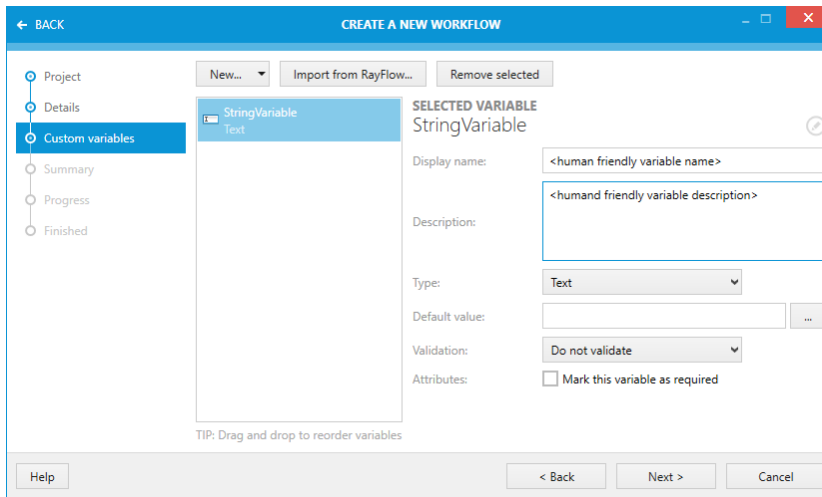 BACK
CREATE A NEW WORKFLOW
Project
Details
Custom variables
Summary
Progress
Finished
New...
Import from RayFlow...
Remove selected
StringVariable
Text
TIP: Drag and drop to reorder variables
SELECTED VARIABLE
StringVariable
Display name:
<human friendly variable name>
Description:
<humand friendly variable description>
Type:
Text
Default value:
...
Validation:
Do not validate
Attributes:
Mark this variable as required
Help
< Back
Next >
Cancel